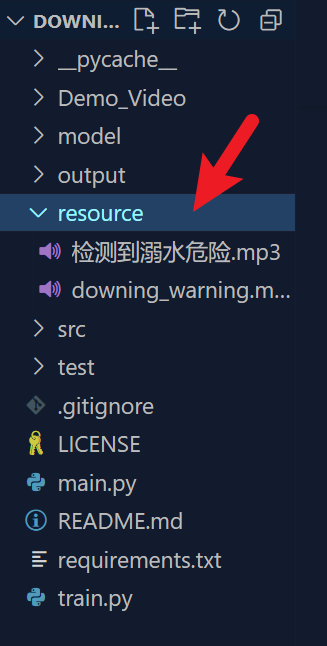 DOWNI...
__pycache__
Demo_Video
model
output
resource
检测到溺水危险.mp3
downing_warning.m...
src
test
.gitignore
LICENSE
main.py
README.md
requirements.txt
train.py